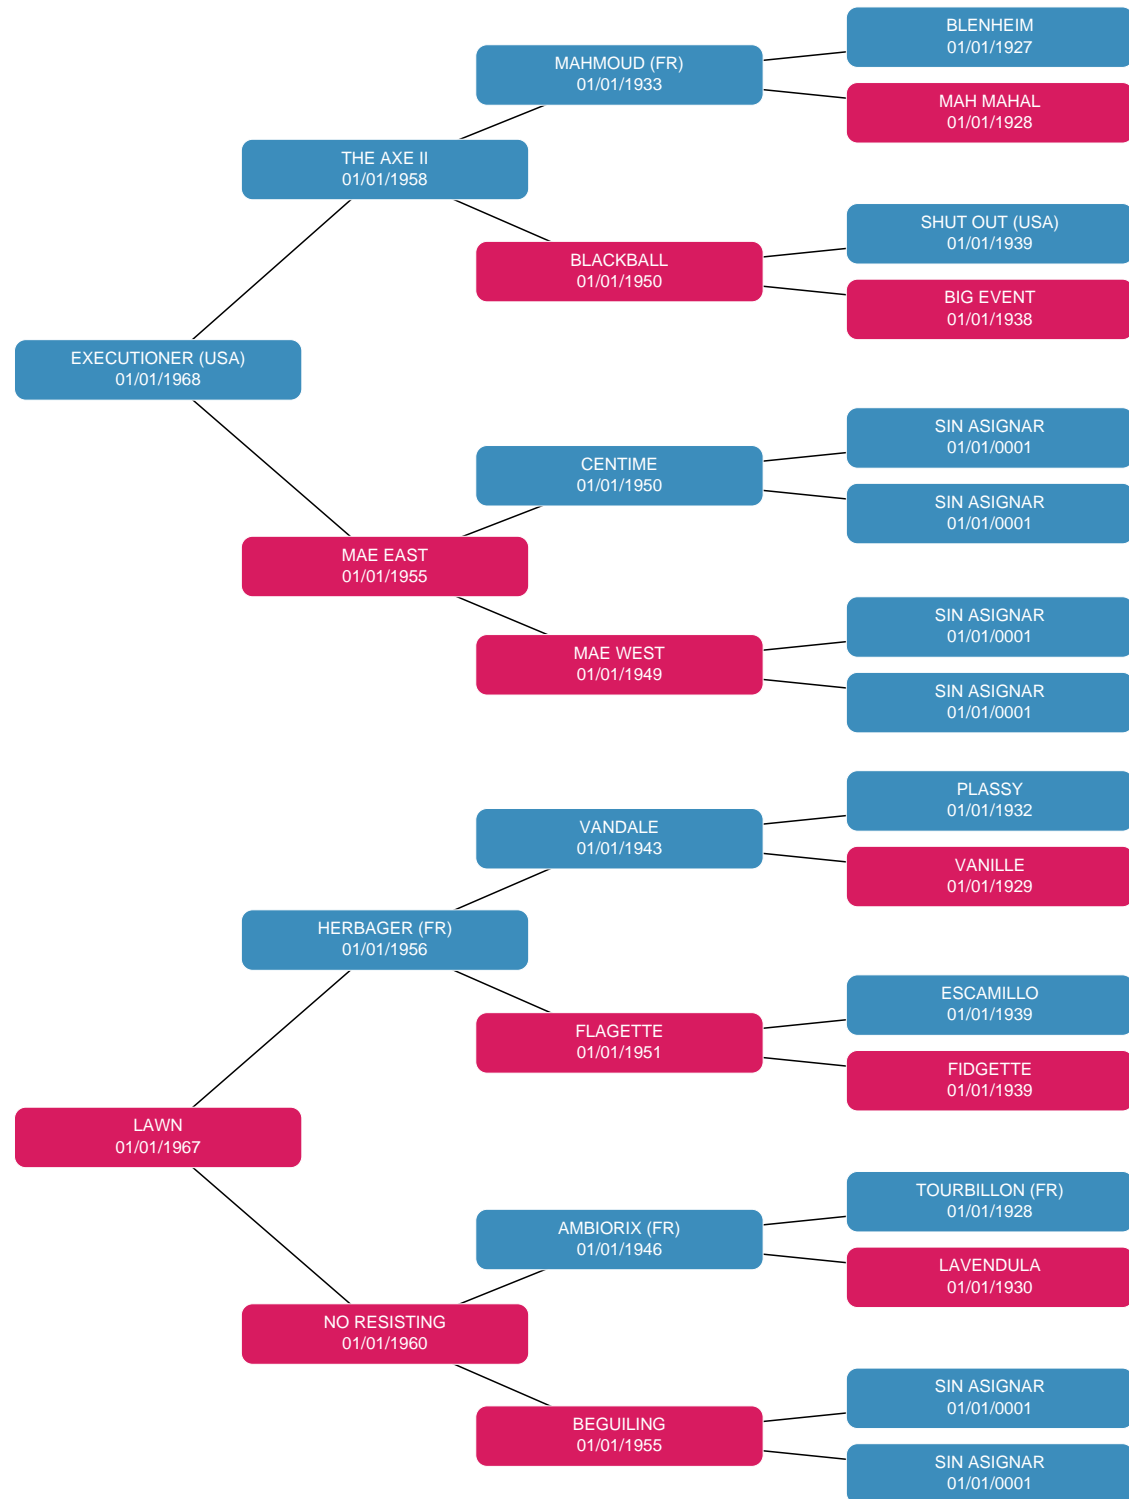 BLENHEIM
01/01/1927
MAHMOUD (FR)
01/01/1933
MAH MAHAL
01/01/1928
THE AXE II
01/01/1958
SHUT OUT (USA)
01/01/1939
BLACKBALL
01/01/1950
BIG EVENT
01/01/1938
EXECUTIONER (USA)
01/01/1968
SIN ASIGNAR
01/01/0001
CENTIME
01/01/1950
SIN ASIGNAR
01/01/0001
MAE EAST
01/01/1955
SIN ASIGNAR
01/01/0001
MAE WEST
01/01/1949
SIN ASIGNAR
01/01/0001
PLASSY
01/01/1932
VANDALE
01/01/1943
VANILLE
01/01/1929
HERBAGER (FR)
01/01/1956
ESCAMILLO
01/01/1939
FLAGETTE
01/01/1951
FIDGETTE
01/01/1939
LAWN
01/01/1967
TOURBILLON (FR)
01/01/1928
AMBIORIX (FR)
01/01/1946
LAVENDULA
01/01/1930
NO RESISTING
01/01/1960
SIN ASIGNAR
01/01/0001
BEGUILING
01/01/1955
SIN ASIGNAR
01/01/0001